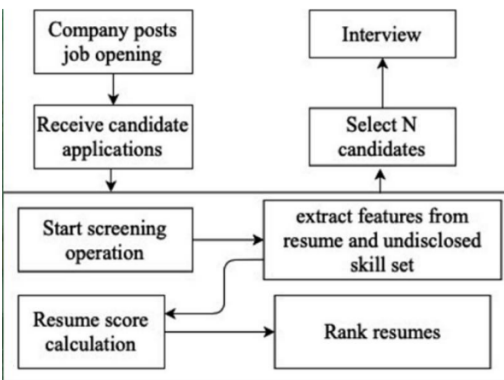 Company posts
job opening
Interview
Receive candidate
applications
Select N
candidates
Start screening
operation
extract features from
resume and undisclosed
skill set
Resume score
calculation
Rank resumes